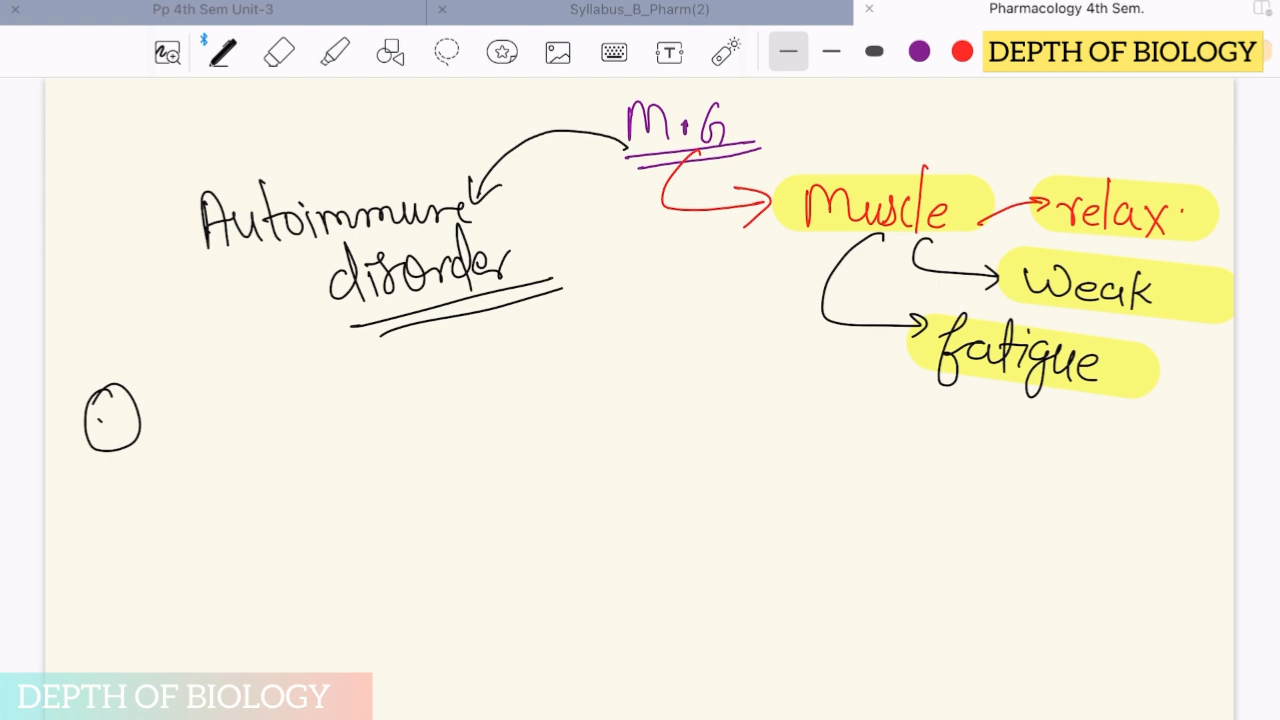 Pp 4th Sem Unit-3
Syllabus_B_Pharm(2)
Pharmacology 4th Sem.
DEPTH OF BIOLOGY
M.G
Autoimmune
disorder
Muscle
relax.
Weak
fatigue
DEPTH OF BIOLOGY